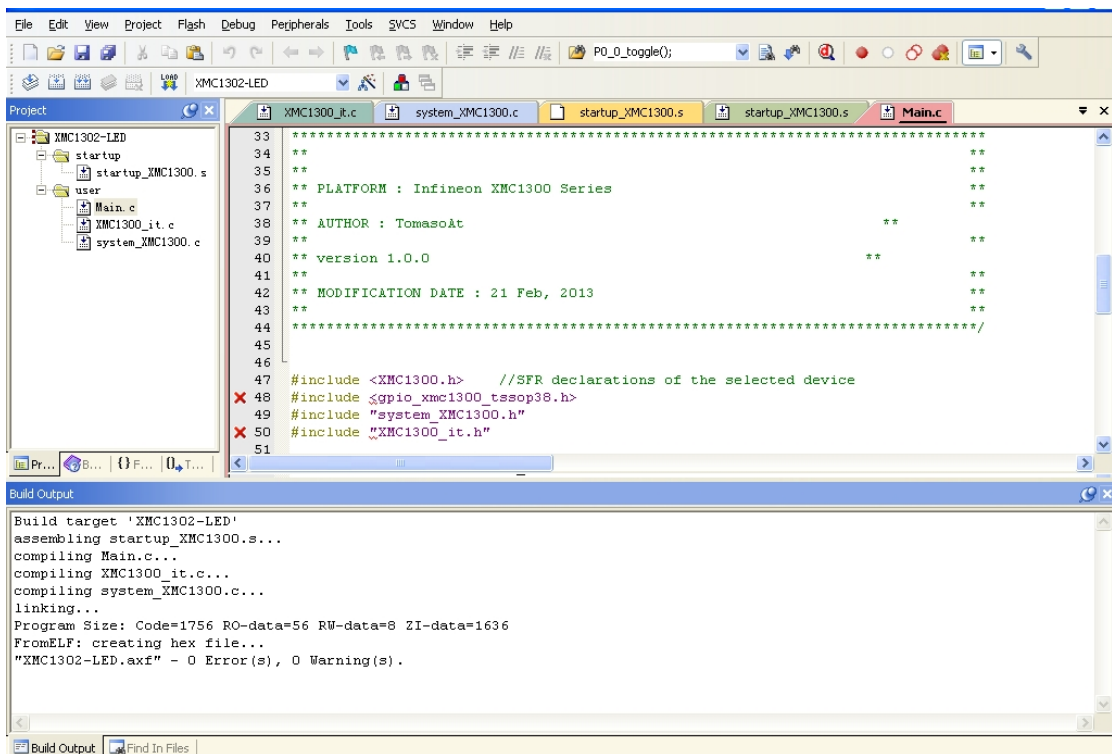 File Edit View Project Flash Debug Peripherals Tools SVCS Window Help
P0_0_toggle();
LOAD XMC1302-LED
Project
XMC1300_it.c system_XMC1300.c startup_XMC1300.s startup_XMC1300.s Main.c
XMC1302-LED
startup
startup_XMC1300.s
user
Main.c
XMC1300_it.c
system_XMC1300.c
Pr... B... {} F... 0 T...
33 *******************************************************************************
34 ** **
35 ** **
36 ** PLATFORM : Infineon XMC1300 Series **
37 ** **
38 ** AUTHOR : TomasoAt **
39 ** **
40 ** version 1.0.0 **
41 ** **
42 ** MODIFICATION DATE : 21 Feb, 2013 **
43 ** **
44 ******************************************************************************/
45
46
47 #include <XMC1300.h> //SFR declarations of the selected device
48 #include <gpio_xmc1300_tssop38.h>
49 #include "system_XMC1300.h"
50 #include "XMC1300_it.h"
51
Build Output
Build target 'XMC1302-LED'
assembling startup_XMC1300.s...
compiling Main.c...
compiling XMC1300_it.c...
compiling system_XMC1300.c...
linking...
Program Size: Code=1756 RO-data=56 RW-data=8 ZI-data=1636
FromELF: creating hex file...
"XMC1302-LED.axf" - 0 Error(s), 0 Warning(s).
Build Output Find In Files